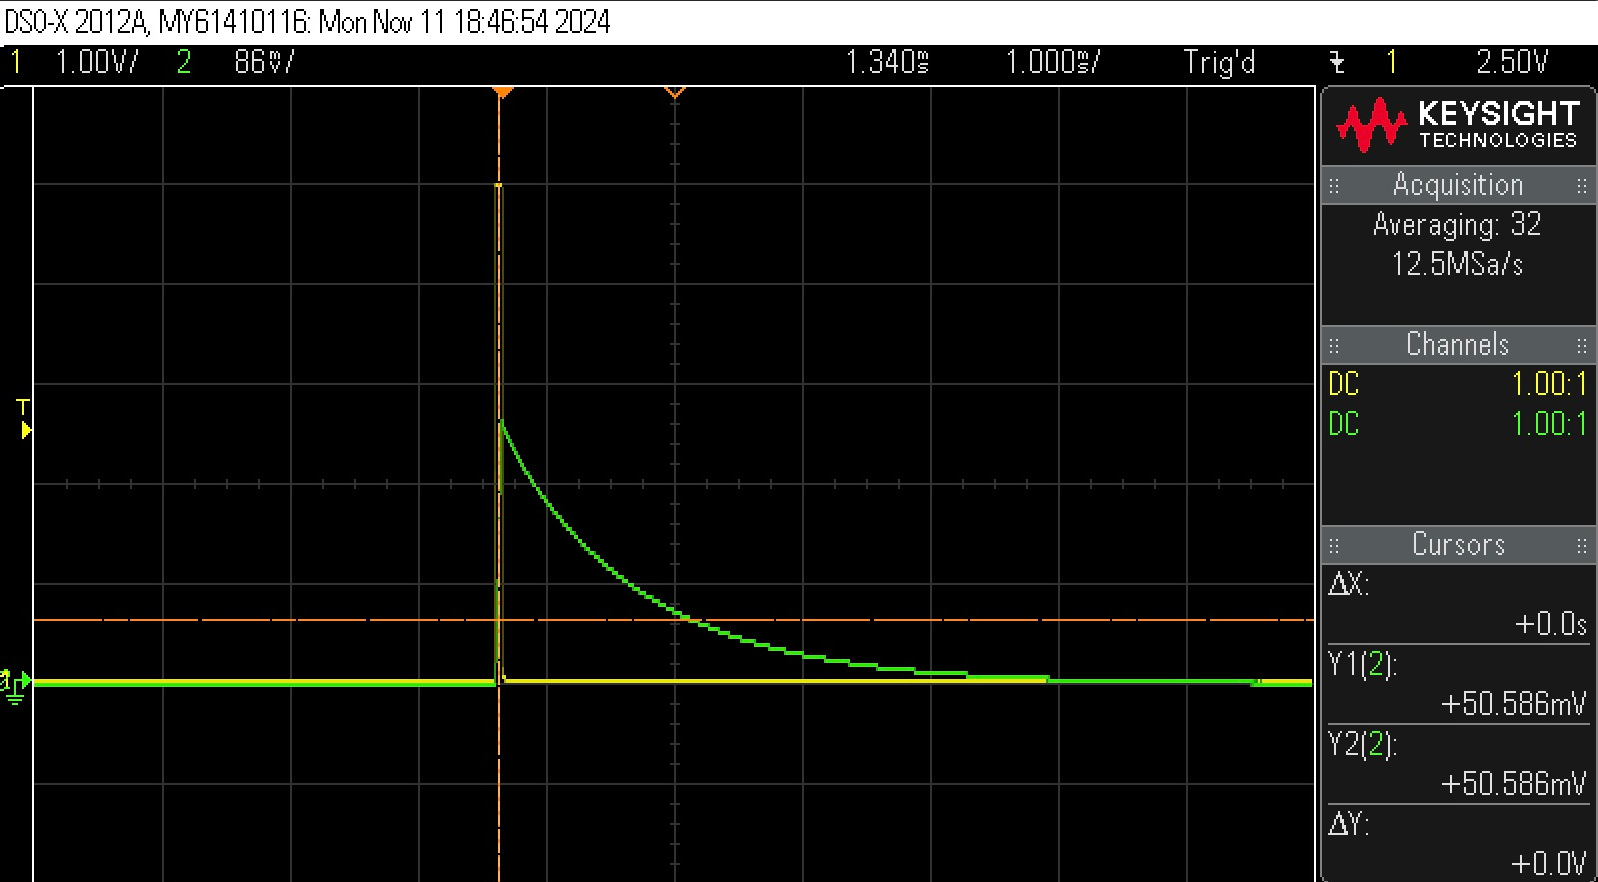 DSO-X 2012A, MY61410116: Mon Nov 11 18:46:54 2024
1 1.00V/ 2 86mV/ 1.340ms 1.000ms/ Trig'd 1 2.50V
KEYSIGHT
TECHNOLOGIES
Acquisition
Averaging: 32
12.5MSa/s
Channels
DC 1.00:1
DC 1.00:1
Cursors
ΔX:
+0.0s
Y1(2):
+50.586mV
Y2(2):
+50.586mV
ΔY:
+0.0V
T